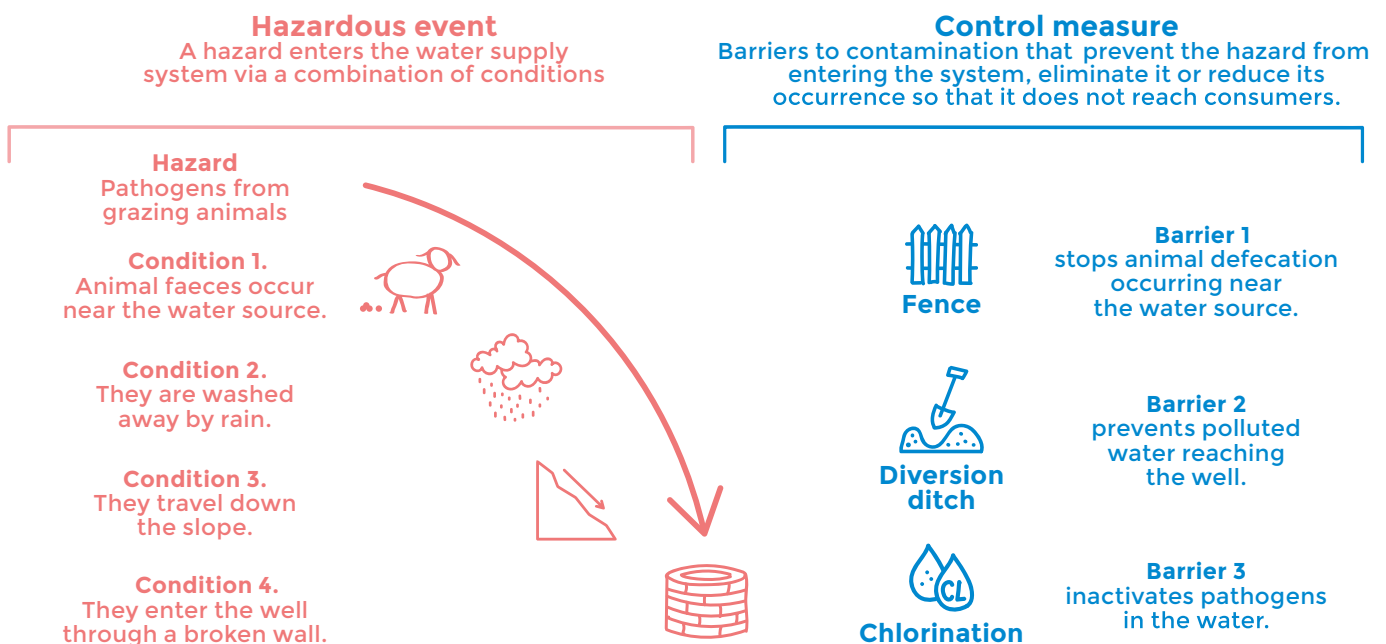 Hazardous event
A hazard enters the water supply
system via a combination of conditions
Control measure
Barriers to contamination that prevent the hazard from
entering the system, eliminate it or reduce its
occurrence so that it does not reach consumers.
Hazard
Pathogens from
grazing animals
Condition 1.
Animal faeces occur
near the water source.
Condition 2.
They are washed
away by rain.
Condition 3.
They travel down
the slope.
Condition 4.
They enter the well
through a broken wall.
Fence
Barrier 1
stops animal defecation
occurring near
the water source.
Diversion
ditch
Barrier 2
prevents polluted
water reaching
the well.
CL
Chlorination
Barrier 3
inactivates pathogens
in the water.